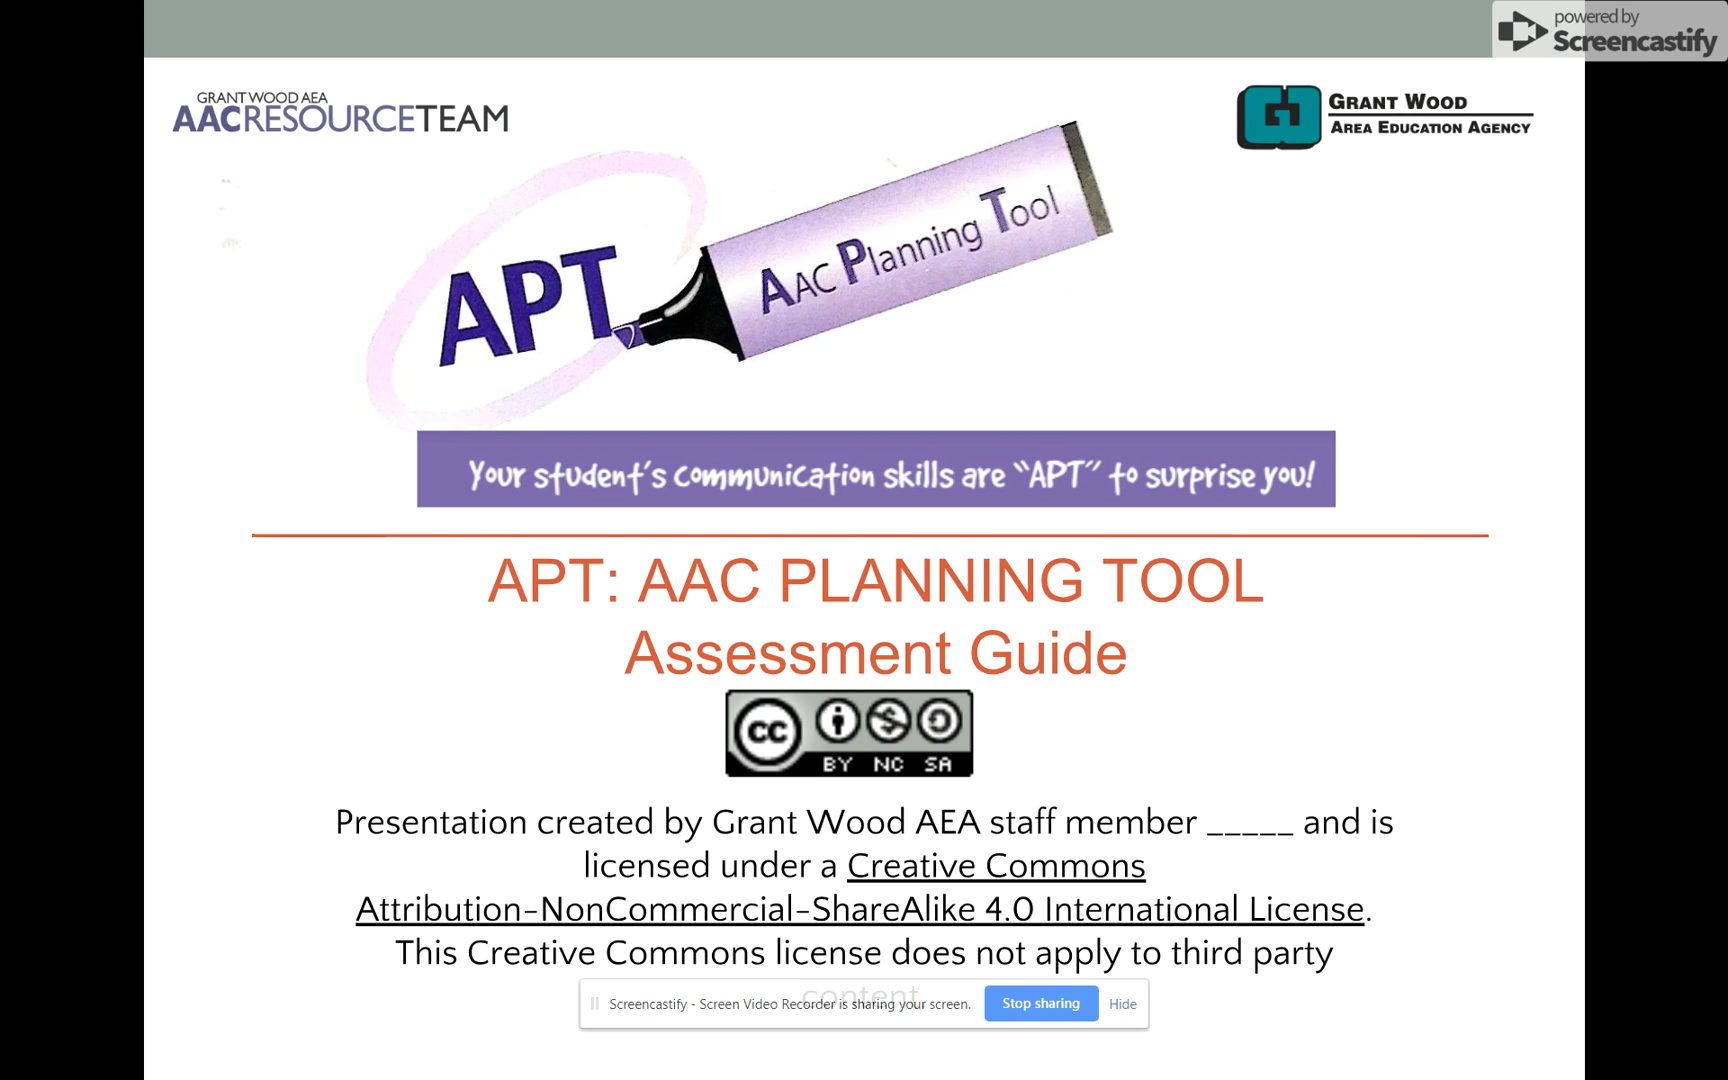 powered by
Screencastify
GRANT WOOD AEA
AACRESOURCETEAM
GRANT WOOD
AREA EDUCATION AGENCY
APT
AAC Planning Tool
Your student's communication skills are "APT" to surprise you!
APT: AAC PLANNING TOOL
Assessment Guide
cc
BY NC SA
Presentation created by Grant Wood AEA staff member _____ and is
licensed under a Creative Commons
Attribution-NonCommercial-ShareAlike 4.0 International License.
This Creative Commons license does not apply to third party
content
Screencastify - Screen Video Recorder is sharing your screen. Stop sharing Hide